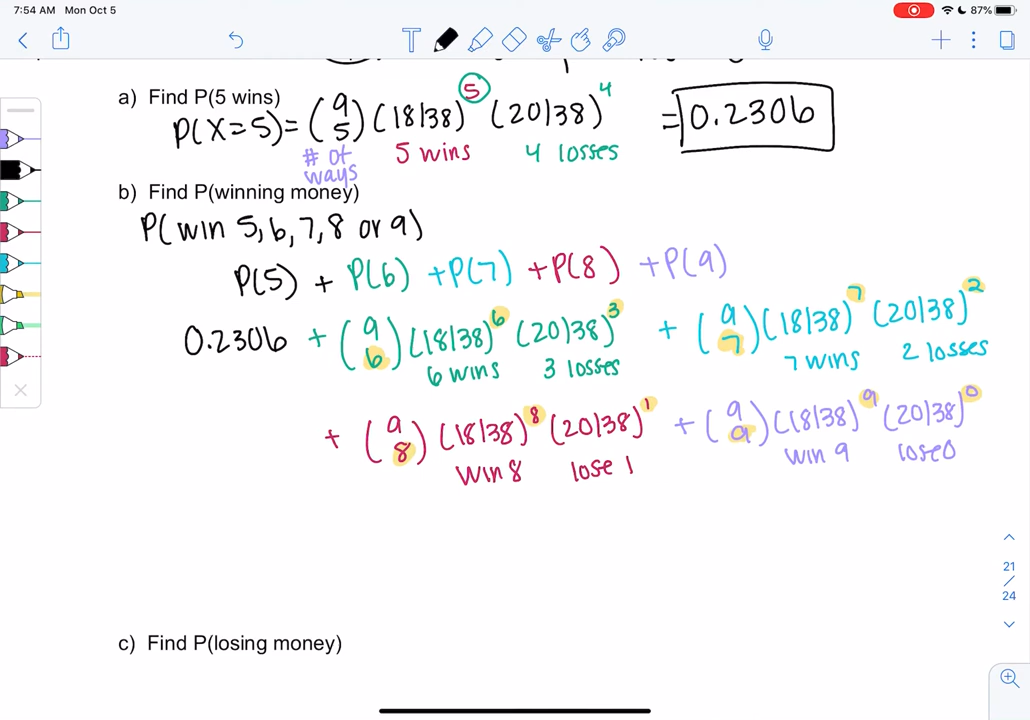 7:54 AM Mon Oct 5
87%
T
a) Find P(5 wins)
P(X=5)= (9 5) (18/38)^5 (20/38)^4 = 0.2306
# of ways
5 wins
4 losses
b) Find P(winning money)
P(win 5, 6, 7, 8 or 9)
P(5) + P(6) + P(7) + P(8) + P(9)
0.2306 + (9 6) (18/38)^6 (20/38)^3 + (9 7) (18/38)^7 (20/38)^2
6 wins 3 losses 7 wins 2 losses
+ (9 8) (18/38)^8 (20/38)^1 + (9 9) (18/38)^9 (20/38)^0
win 8 lose 1 win 9 lose 0
21
/
24
c) Find P(losing money)